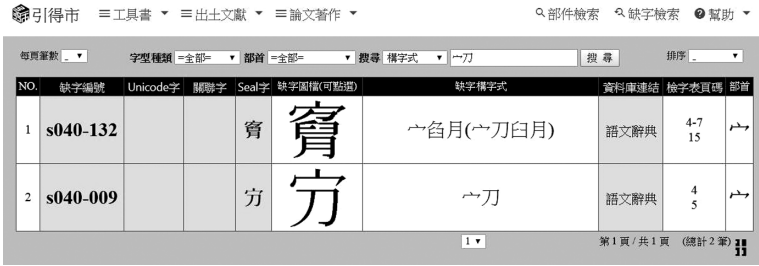 引得市 ☰工具書 ▼ ☰出土文獻 ▼ ☰論文著作 ▼ 部件檢索 缺字檢索 ?幫助 ▼
每頁筆數 - ▼ 字型種類 =全部= ▼ 部首 =全部= ▼ 搜尋 構字式 ▼ 宀刀 搜 尋 排序 - ▼
NO. 缺字編號 Unicode字 關聯字 Seal字 缺字圖檔(可點選) 缺字構字式 資料庫連結 檢字表頁碼 部首
1 s040-132 宀臽月(宀刀臼月) 語文辭典 4-7 宀
15
2 s040-009 宀刀 語文辭典 4 宀
5
1 ▼ 第1頁/共1頁 (總計2筆)